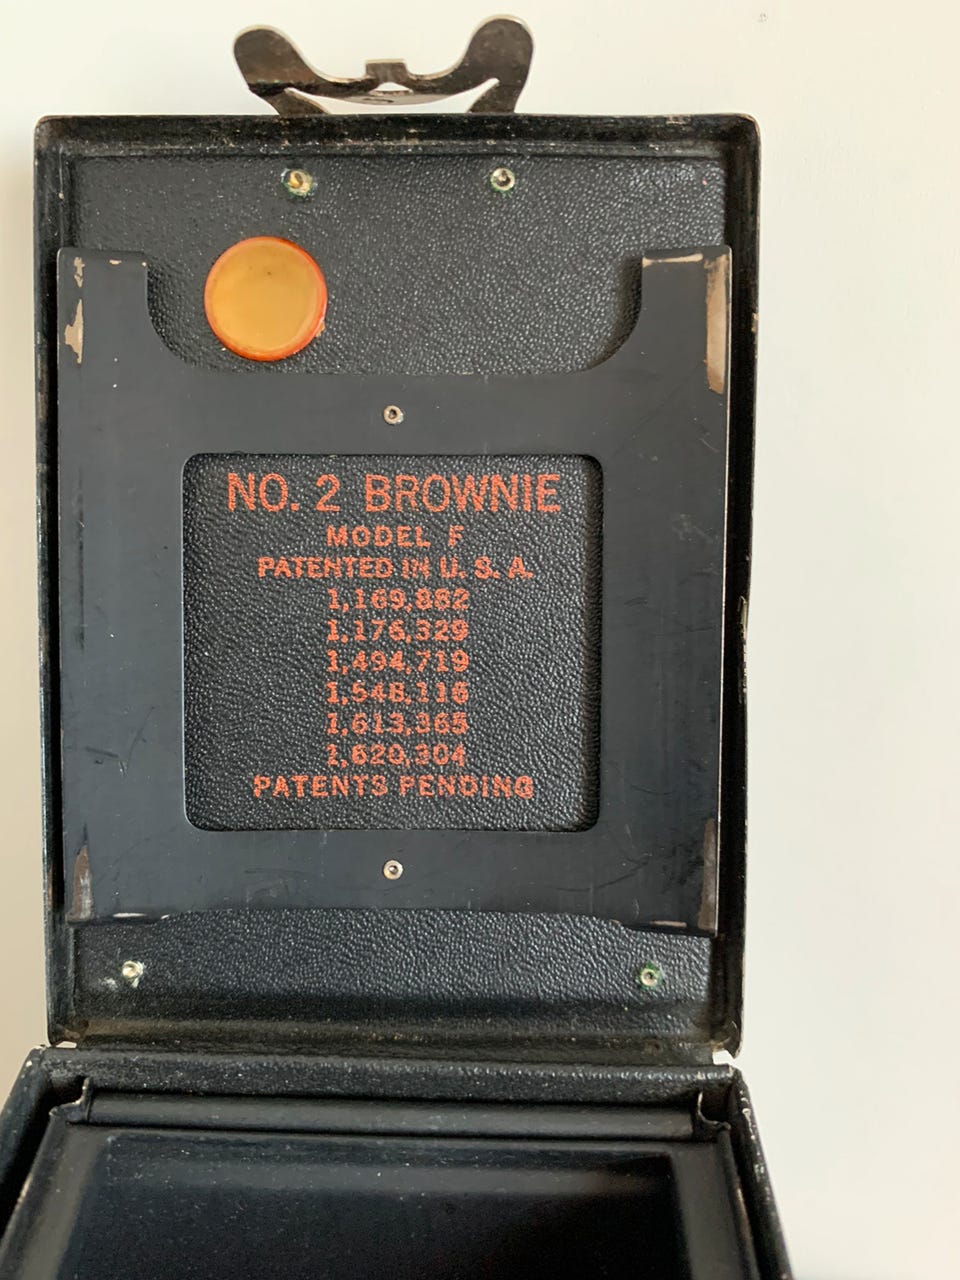 NO. 2 BROWNIE
MODEL F
PATENTED IN U. S. A.
1,169,882
1,176,329
1,494,719
1,548,116
1,613,365
1,620,304
PATENTS PENDING